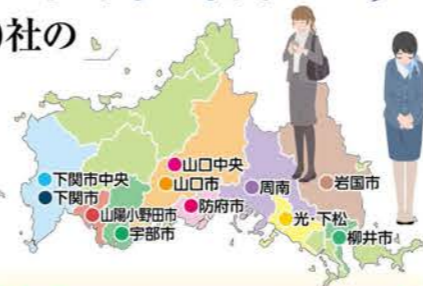 社の
下関市中央
下関市
山陽小野田市
宇部市
山口中央
山口市
防府市
周南
光・下松
岩国市
柳井市